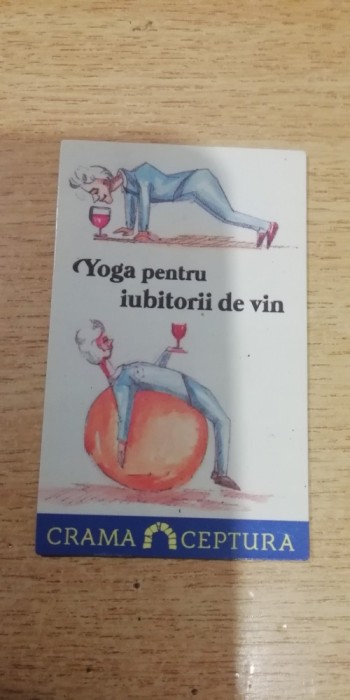 Yoga pentru
iubitorii de vin
CRAMA CEPTURA